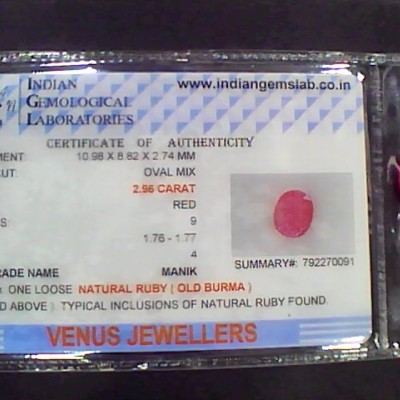 INDIAN www.indiangemslab.co.in
GEMOLOGICAL
LABORATORIES
CERTIFICATE OF AUTHENTICITY
MENT 10.98 X 8.82 X 2.74 MM
CUT: OVAL MIX
2.96 CARAT
RED
S 9
1.76 - 1.77
4
RADE NAME MANIK
SUMMARY#: 792270091
: ONE LOOSE NATURAL RUBY ( OLD BURMA )
D ABOVE ) TYPICAL INCLUSIONS OF NATURAL RUBY FOUND.
VENUS JEWELLERS